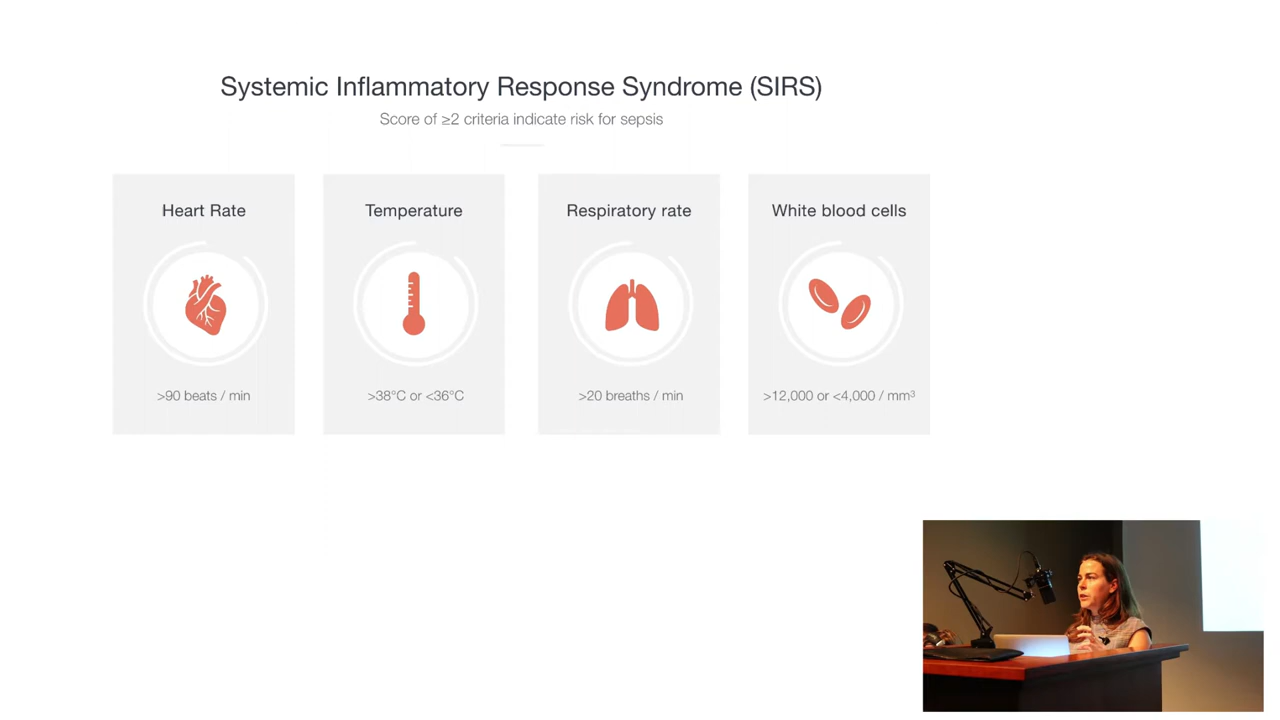 Systemic Inflammatory Response Syndrome (SIRS)
Score of ≥2 criteria indicate risk for sepsis
Heart Rate
>90 beats / min
Temperature
>38°C or <36°C
Respiratory rate
>20 breaths / min
White blood cells
>12,000 or <4,000 / mm³